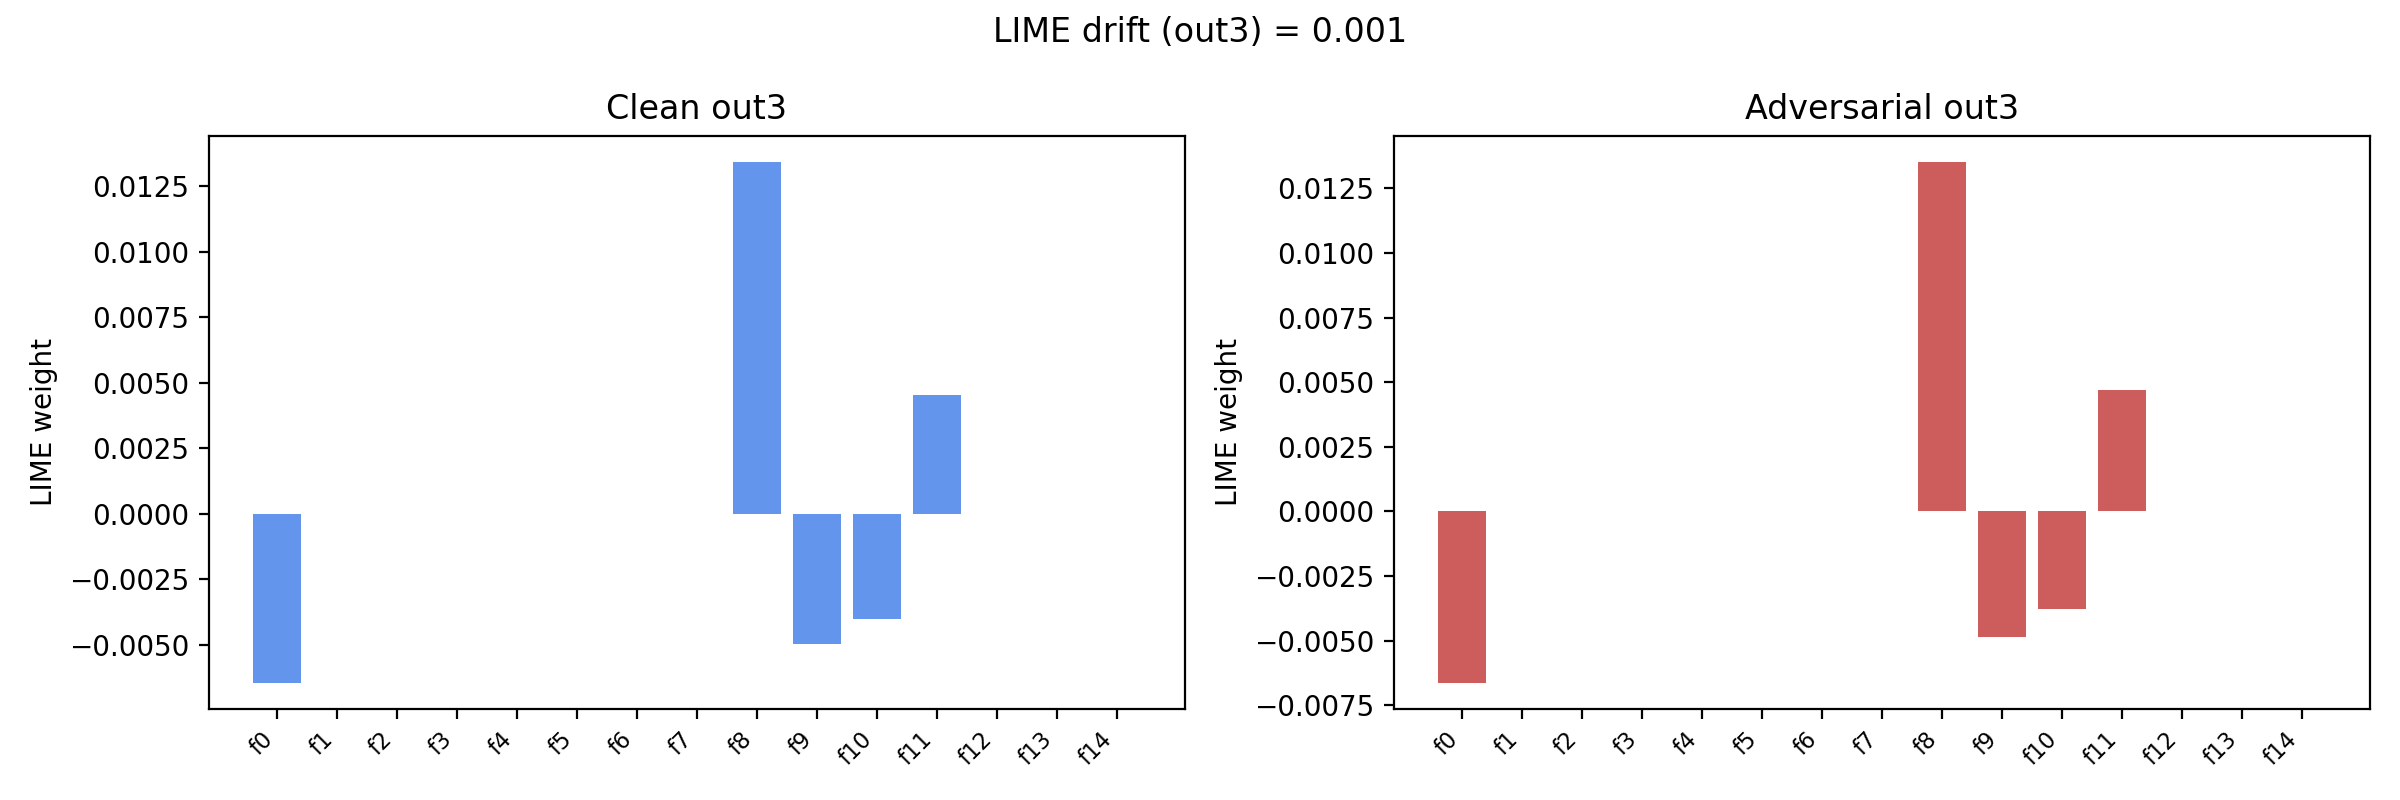 LIME drift (out3) = 0.001
Clean out3
LIME weight
0.0125
0.0100
0.0075
0.0050
0.0025
0.0000
−0.0025
−0.0050
f0 f1 f2 f3 f4 f5 f6 f7 f8 f9 f10 f11 f12 f13 f14
Adversarial out3
LIME weight
0.0125
0.0100
0.0075
0.0050
0.0025
0.0000
−0.0025
−0.0050
−0.0075
f0 f1 f2 f3 f4 f5 f6 f7 f8 f9 f10 f11 f12 f13 f14